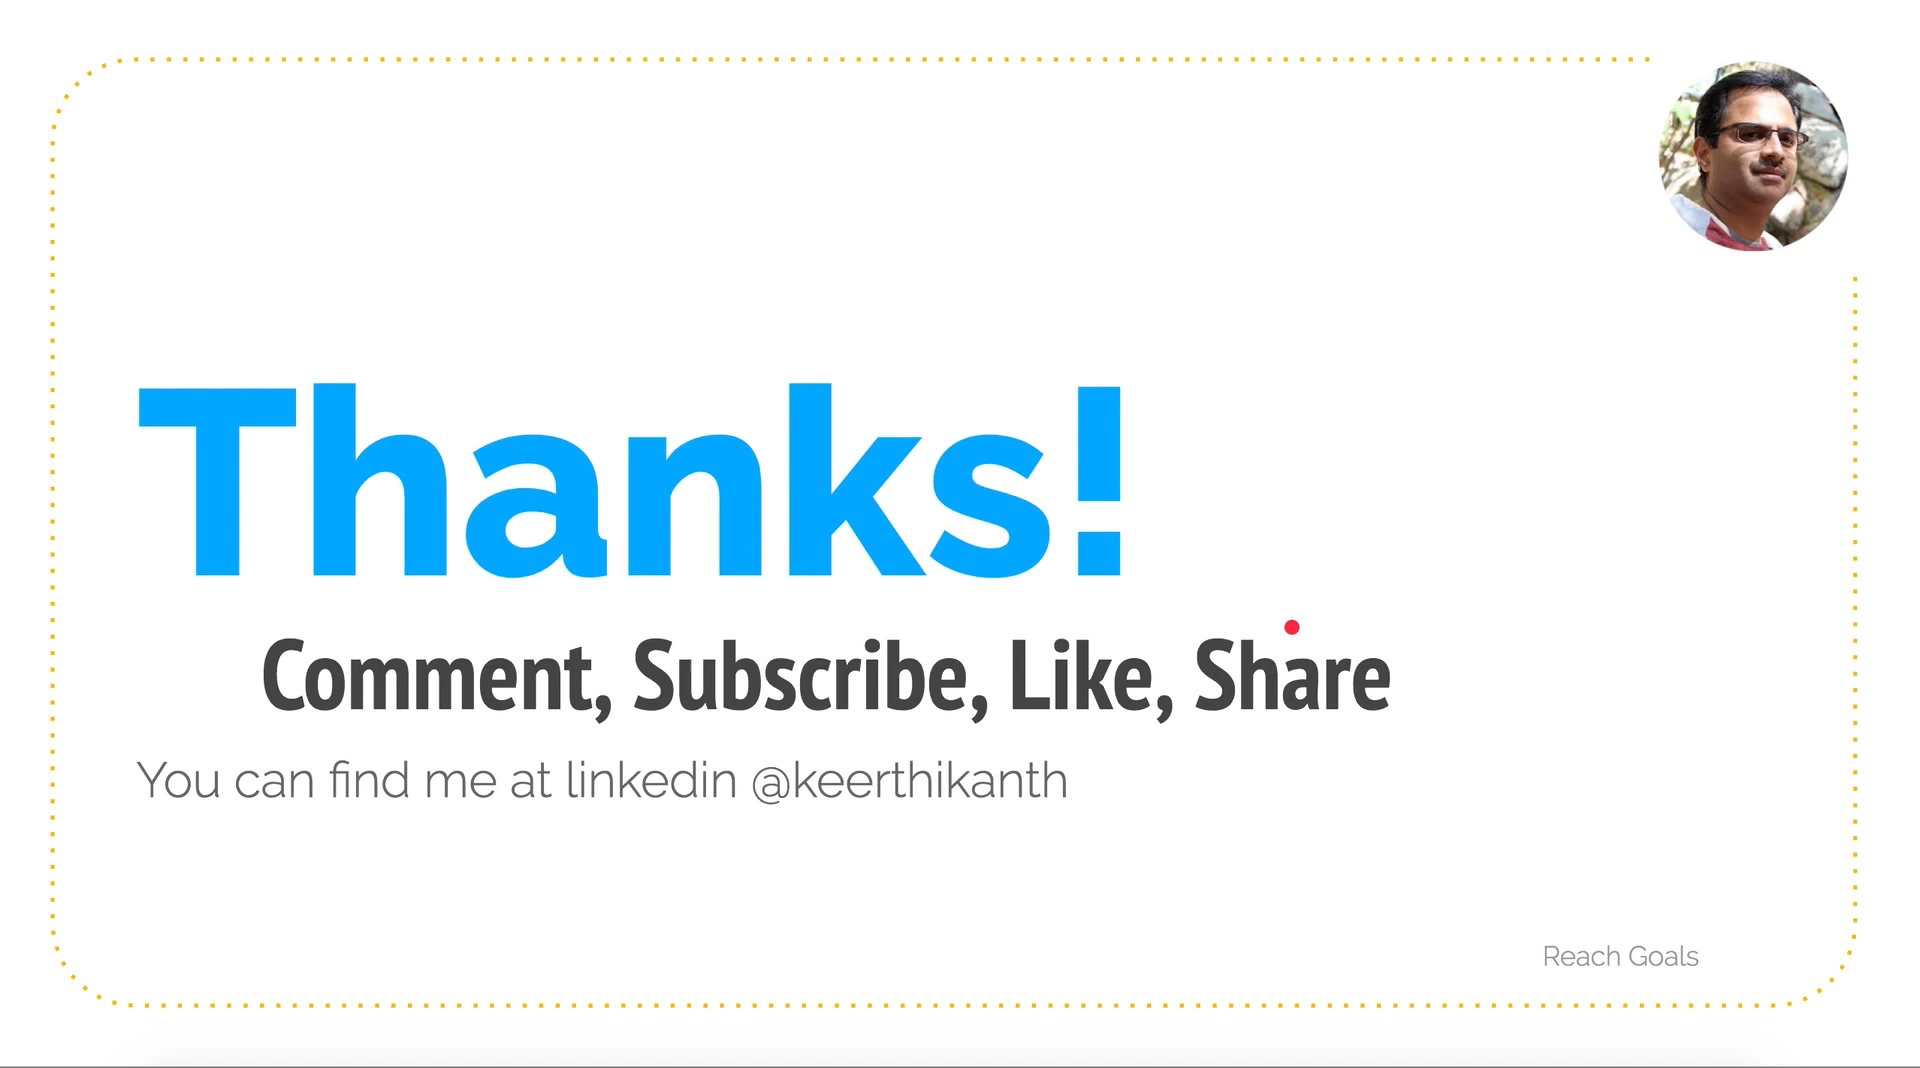 Thanks!
Comment, Subscribe, Like, Share
You can find me at linkedin @keerthikanth
Reach Goals